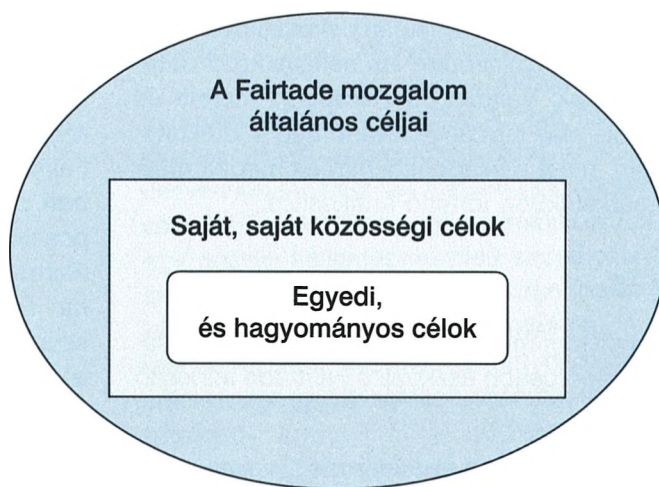 A Fairtade mozgalom
általános céljai
Saját, saját közösségi célok
Egyedi,
és hagyományos célok